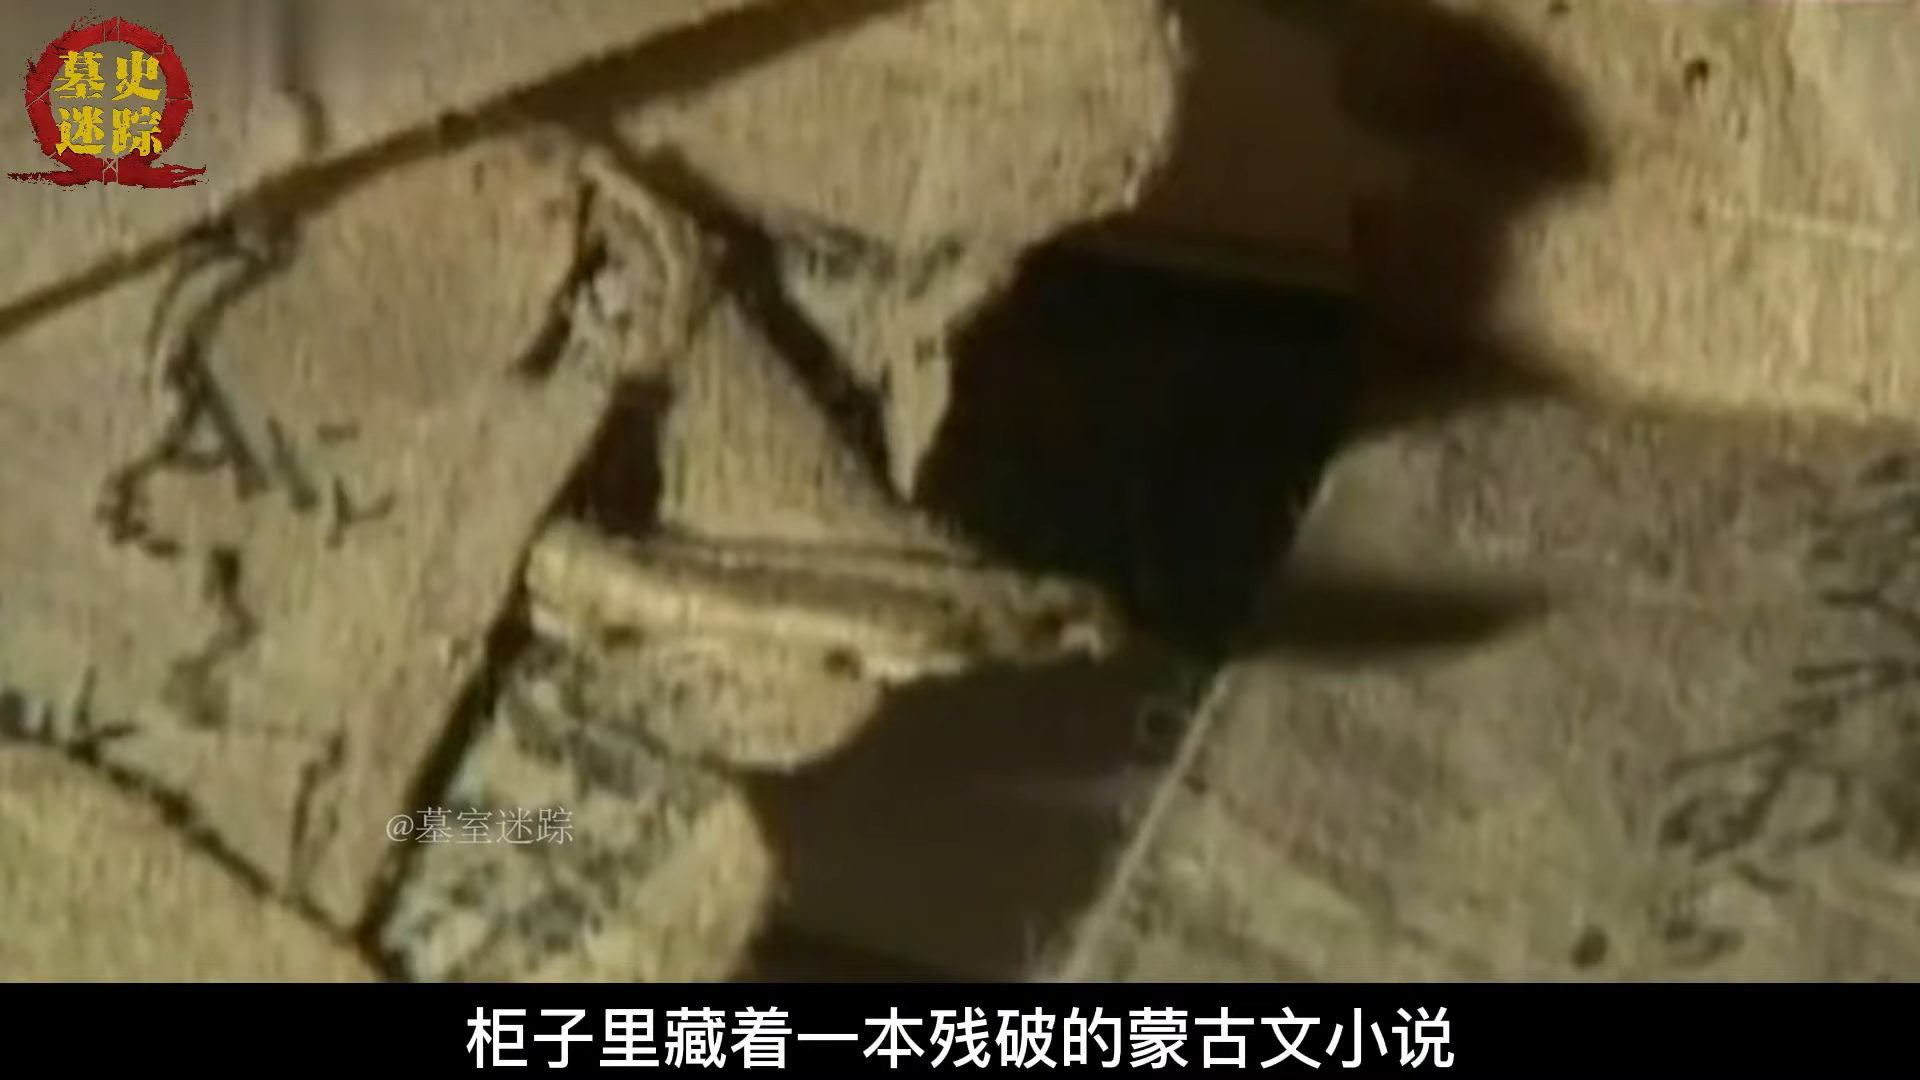 墓史
迷踪
@墓室迷踪
柜子里藏着一本残破的蒙古文小说